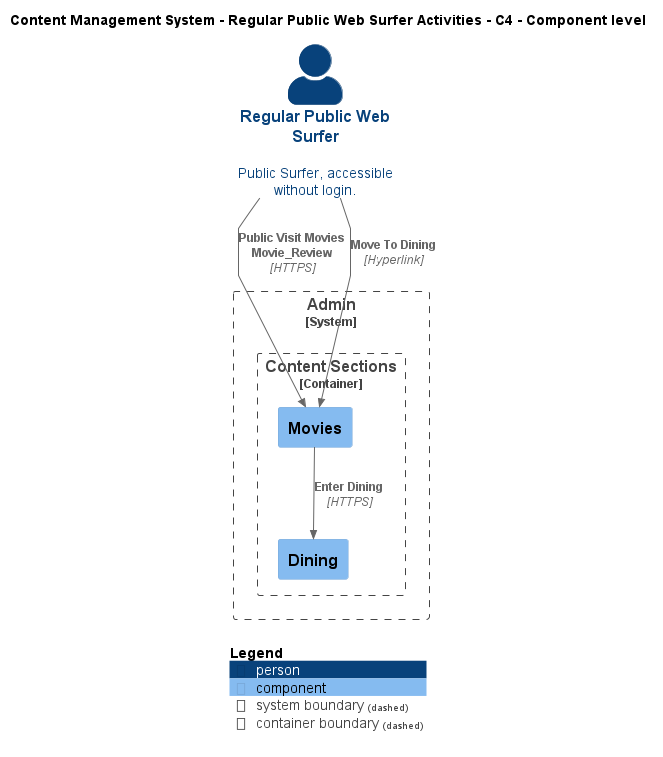 Content Management System - Regular Public Web Surfer Activities - C4 - Component level
Regular Public Web
Surfer
Public Surfer, accessible
without login.
Public Visit Movies
Movie_Review
[HTTPS]
Move To Dining
[Hyperlink]
Admin
[System]
Content Sections
[Container]
Movies
Enter Dining
[HTTPS]
Dining
Legend
person
component
system boundary (dashed)
container boundary (dashed)